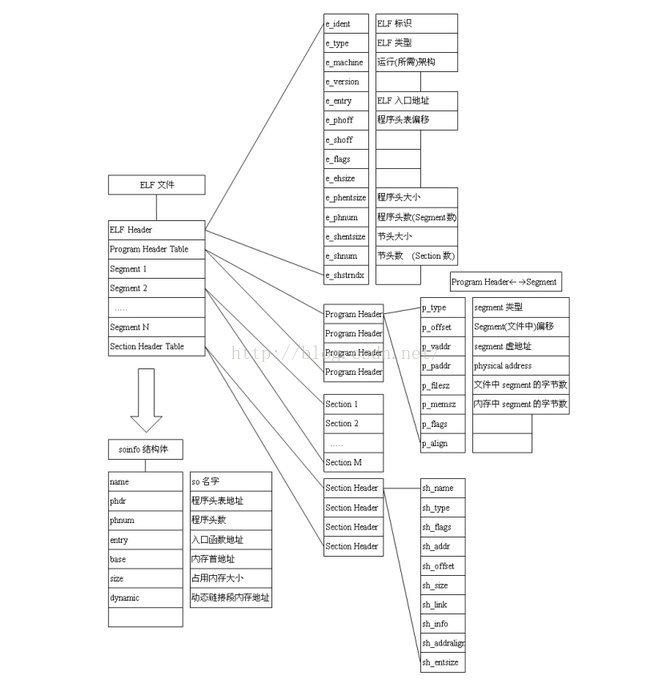 e_ident ELF 标识
e_type ELF 类型
e_machine 运行(所需)架构
e_version
e_entry ELF 入口地址
e_phoff 程序头表偏移
e_shoff
e_flags
e_ehsize
e_phentsize 程序头大小
e_phnum 程序头数(Segment数)
e_shentsize 节头大小
e_shnum 节头数 (Section 数)
e_shstrndx
ELF 文件
ELF Header
Program Header Table
Segment 1
Segment 2
.....
Segment N
Section Header Table
Program Header←→Segment
Program Header
Program Header
Program Header
Program Header
p_type segment 类型
p_offset Segment(文件中)偏移
p_vaddr segment 虚地址
p_paddr physical address
p_filesz 文件中 segment 的字节数
p_memsz 内存中 segment 的字节数
p_flags
p_align
http://blog.csdn.net/
Section 1
Section 2
.....
Section M
Section Header
Section Header
Section Header
Section Header
sh_name
sh_type
sh_flags
sh_addr
sh_offset
sh_size
sh_link
sh_info
sh_addralign
sh_entsize
soinfo 结构体
name so 名字
phdr 程序头表地址
phnum 程序头数
entry 入口函数地址
base 内存首地址
size 占用内存大小
dynamic 动态链接段内存地址